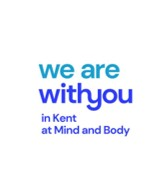 we are
withyou
in Kent
at Mind and Body